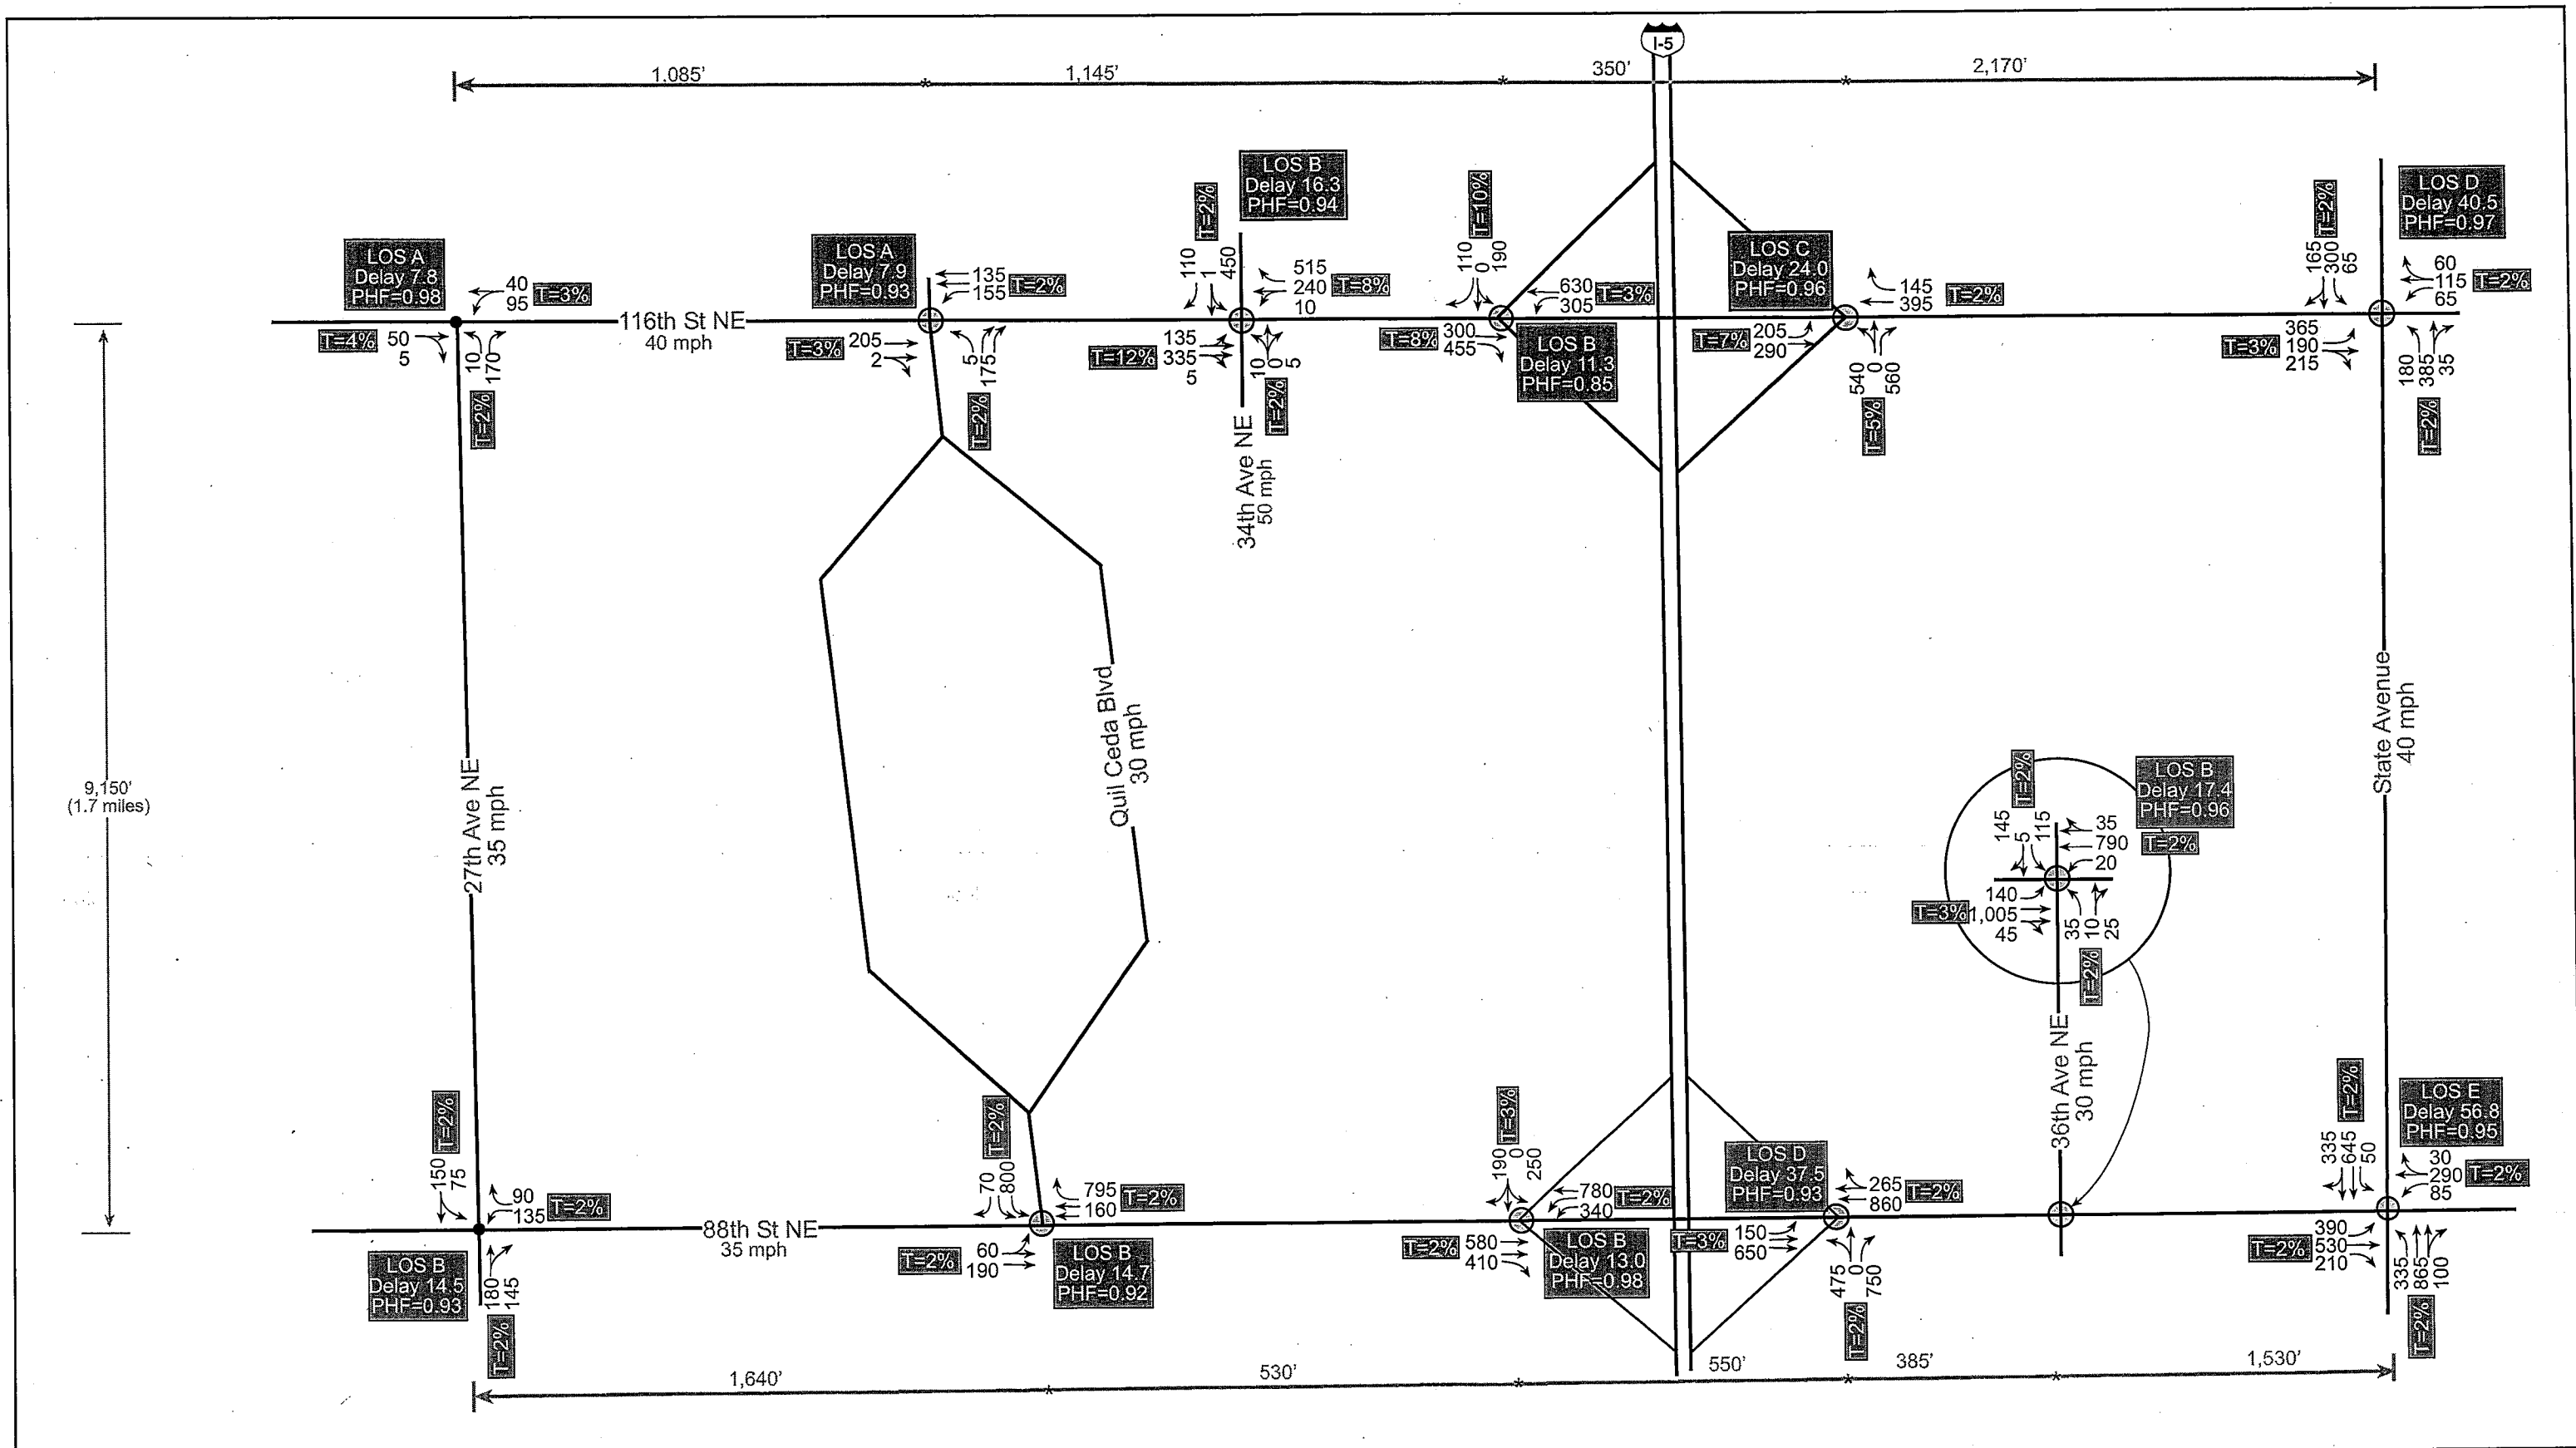 I-5
1.085'
1,145'
350'
2,170'
LOS A
Delay 7.8
PHF=0.98
40
95
T=3%
T=4%
50
5
10
170
T=2%
116th St NE
40 mph
LOS A
Delay 7.9
PHF=0.93
135
155
T=2%
T=3%
205
2
5
175
T=2%
LOS B
Delay 16.3
PHF=0.94
T=2%
110
1
450
515
240
10
T=8%
T=12%
135
335
5
10
0
5
T=2%
34th Ave NE
50 mph
T=10%
110
0
190
630
305
T=3%
T=8%
300
455
LOS B
Delay 11.3
PHF=0.85
LOS C
Delay 24.0
PHF=0.96
145
395
T=2%
T=7%
205
290
540
0
560
T=5%
LOS D
Delay 40.5
PHF=0.97
T=2%
165
300
65
60
115
65
T=2%
T=3%
365
190
215
180
385
35
T=2%
9,150'
(1.7 miles)
27th Ave NE
35 mph
Quil Ceda Blvd
30 mph
State Avenue
40 mph
LOS B
Delay 17.4
PHF=0.96
T=2%
145
5
115
35
790
20
T=2%
T=3%
140
1,005
45
35
10
25
T=2%
36th Ave NE
30 mph
T=2%
150
75
90
135
T=2%
LOS B
Delay 14.5
PHF=0.93
180
145
T=2%
88th St NE
35 mph
T=2%
70
800
795
160
T=2%
T=2%
60
190
LOS B
Delay 14.7
PHF=0.92
T=3%
190
0
250
780
340
T=2%
T=2%
580
410
LOS B
Delay 13.0
PHF=0.98
LOS D
Delay 37.5
PHF=0.93
265
860
T=2%
T=3%
150
650
475
0
750
T=2%
T=2%
335
645
50
LOS E
Delay 56.8
PHF=0.95
30
290
85
T=2%
T=2%
390
530
210
335
865
100
T=2%
1,640'
530'
550'
385'
1,530'